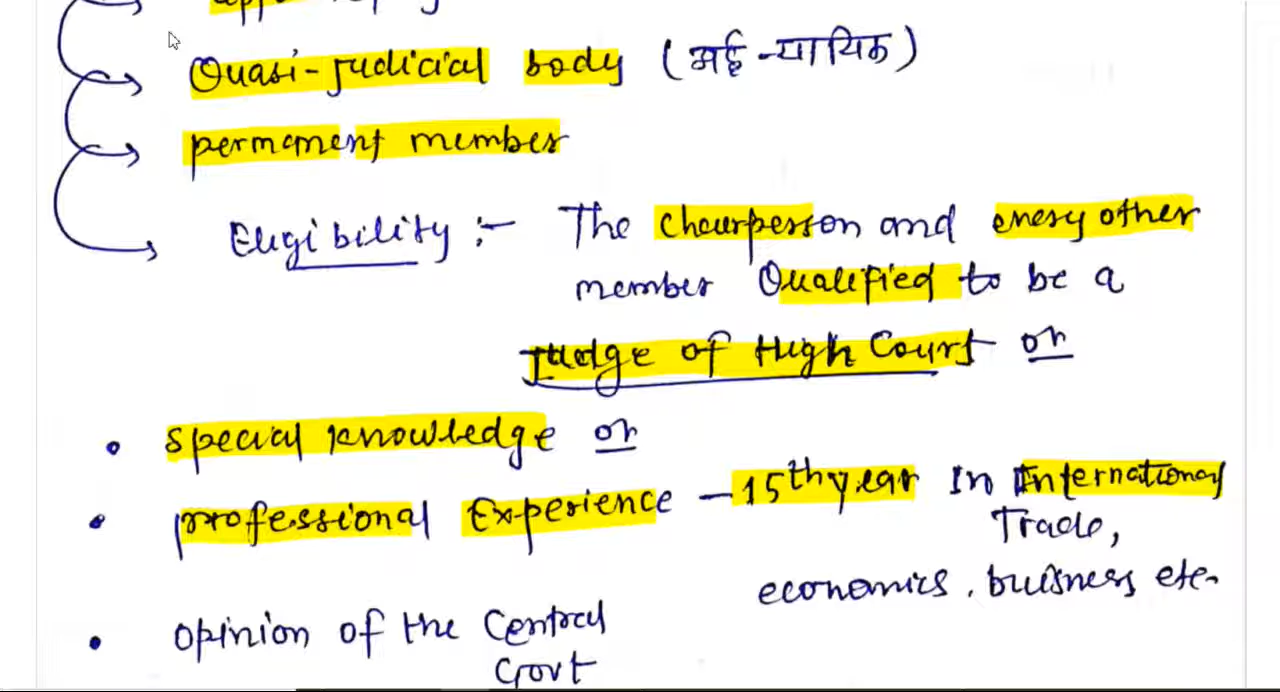 Quasi-judicial body (अर्द्ध-न्यायिक)
permanent member
Eligibility :- The Chairperson and every other
member Qualified to be a
Judge of High Court or
• special knowledge or
• professional Experience - 15th year In International
Trade,
economics, business etc.
• opinion of the Central
Govt